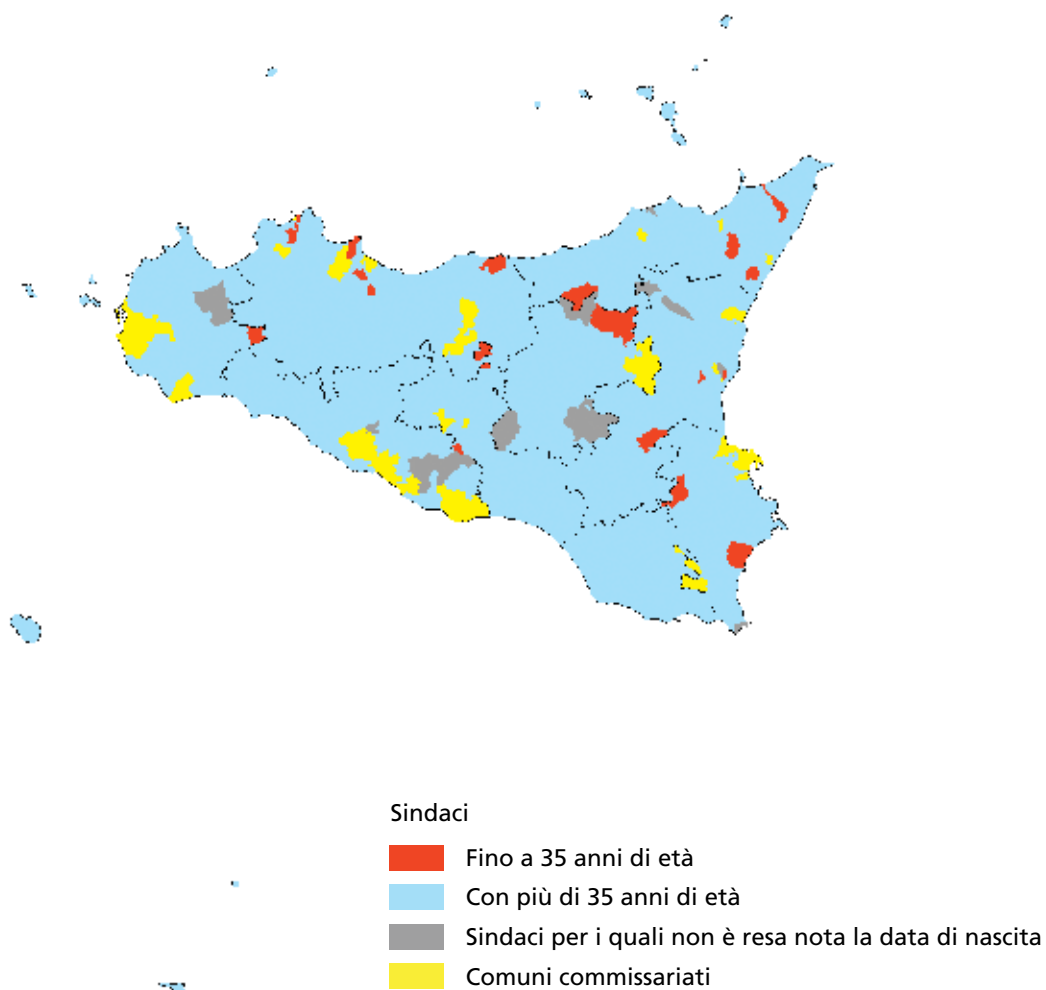 Sindaci
Fino a 35 anni di età
Con più di 35 anni di età
Sindaci per i quali non è resa nota la data di nascita
Comuni commissariati